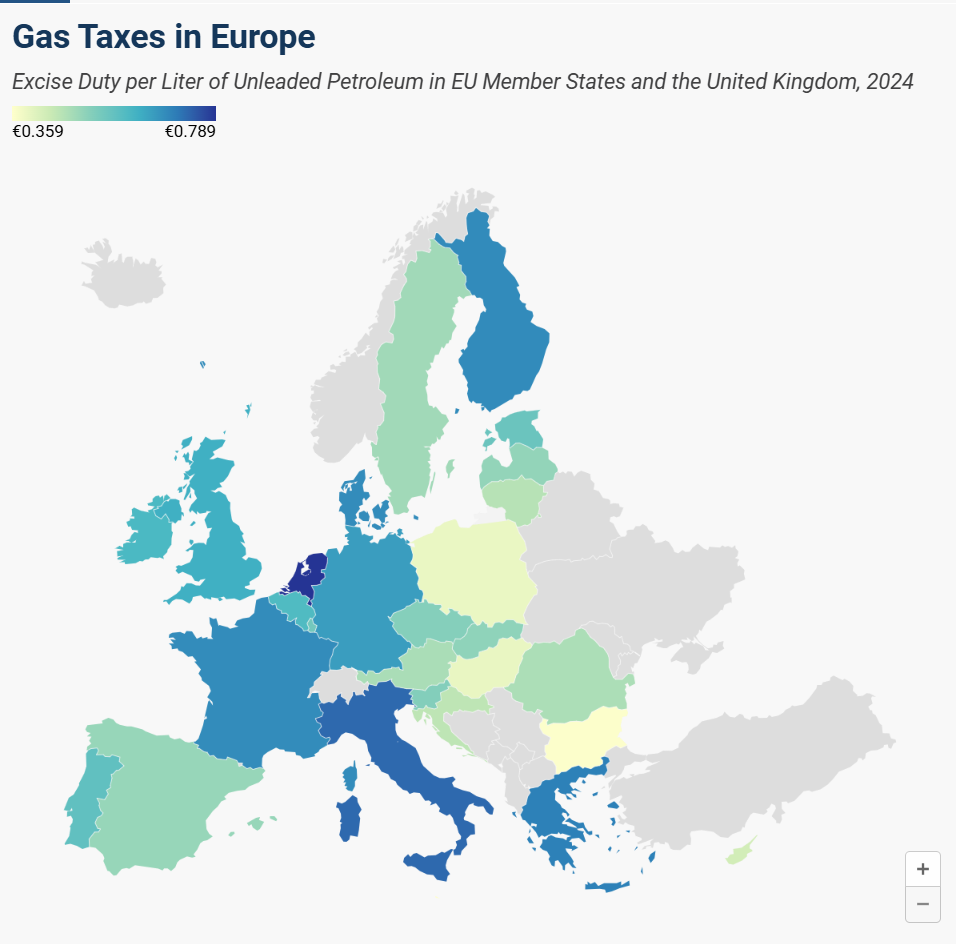 Gas Taxes in Europe
Excise Duty per Liter of Unleaded Petroleum in EU Member States and the United Kingdom, 2024
€0.359 €0.789
+
−